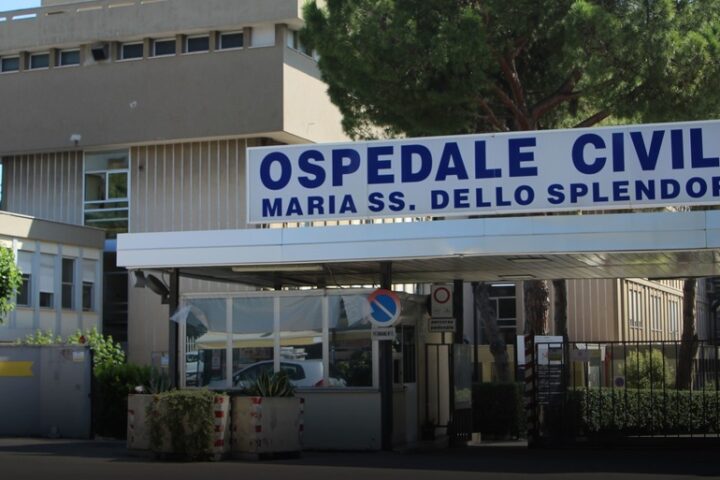 OSPEDALE CIVIL
MARIA SS. DELLO SPLENDOR